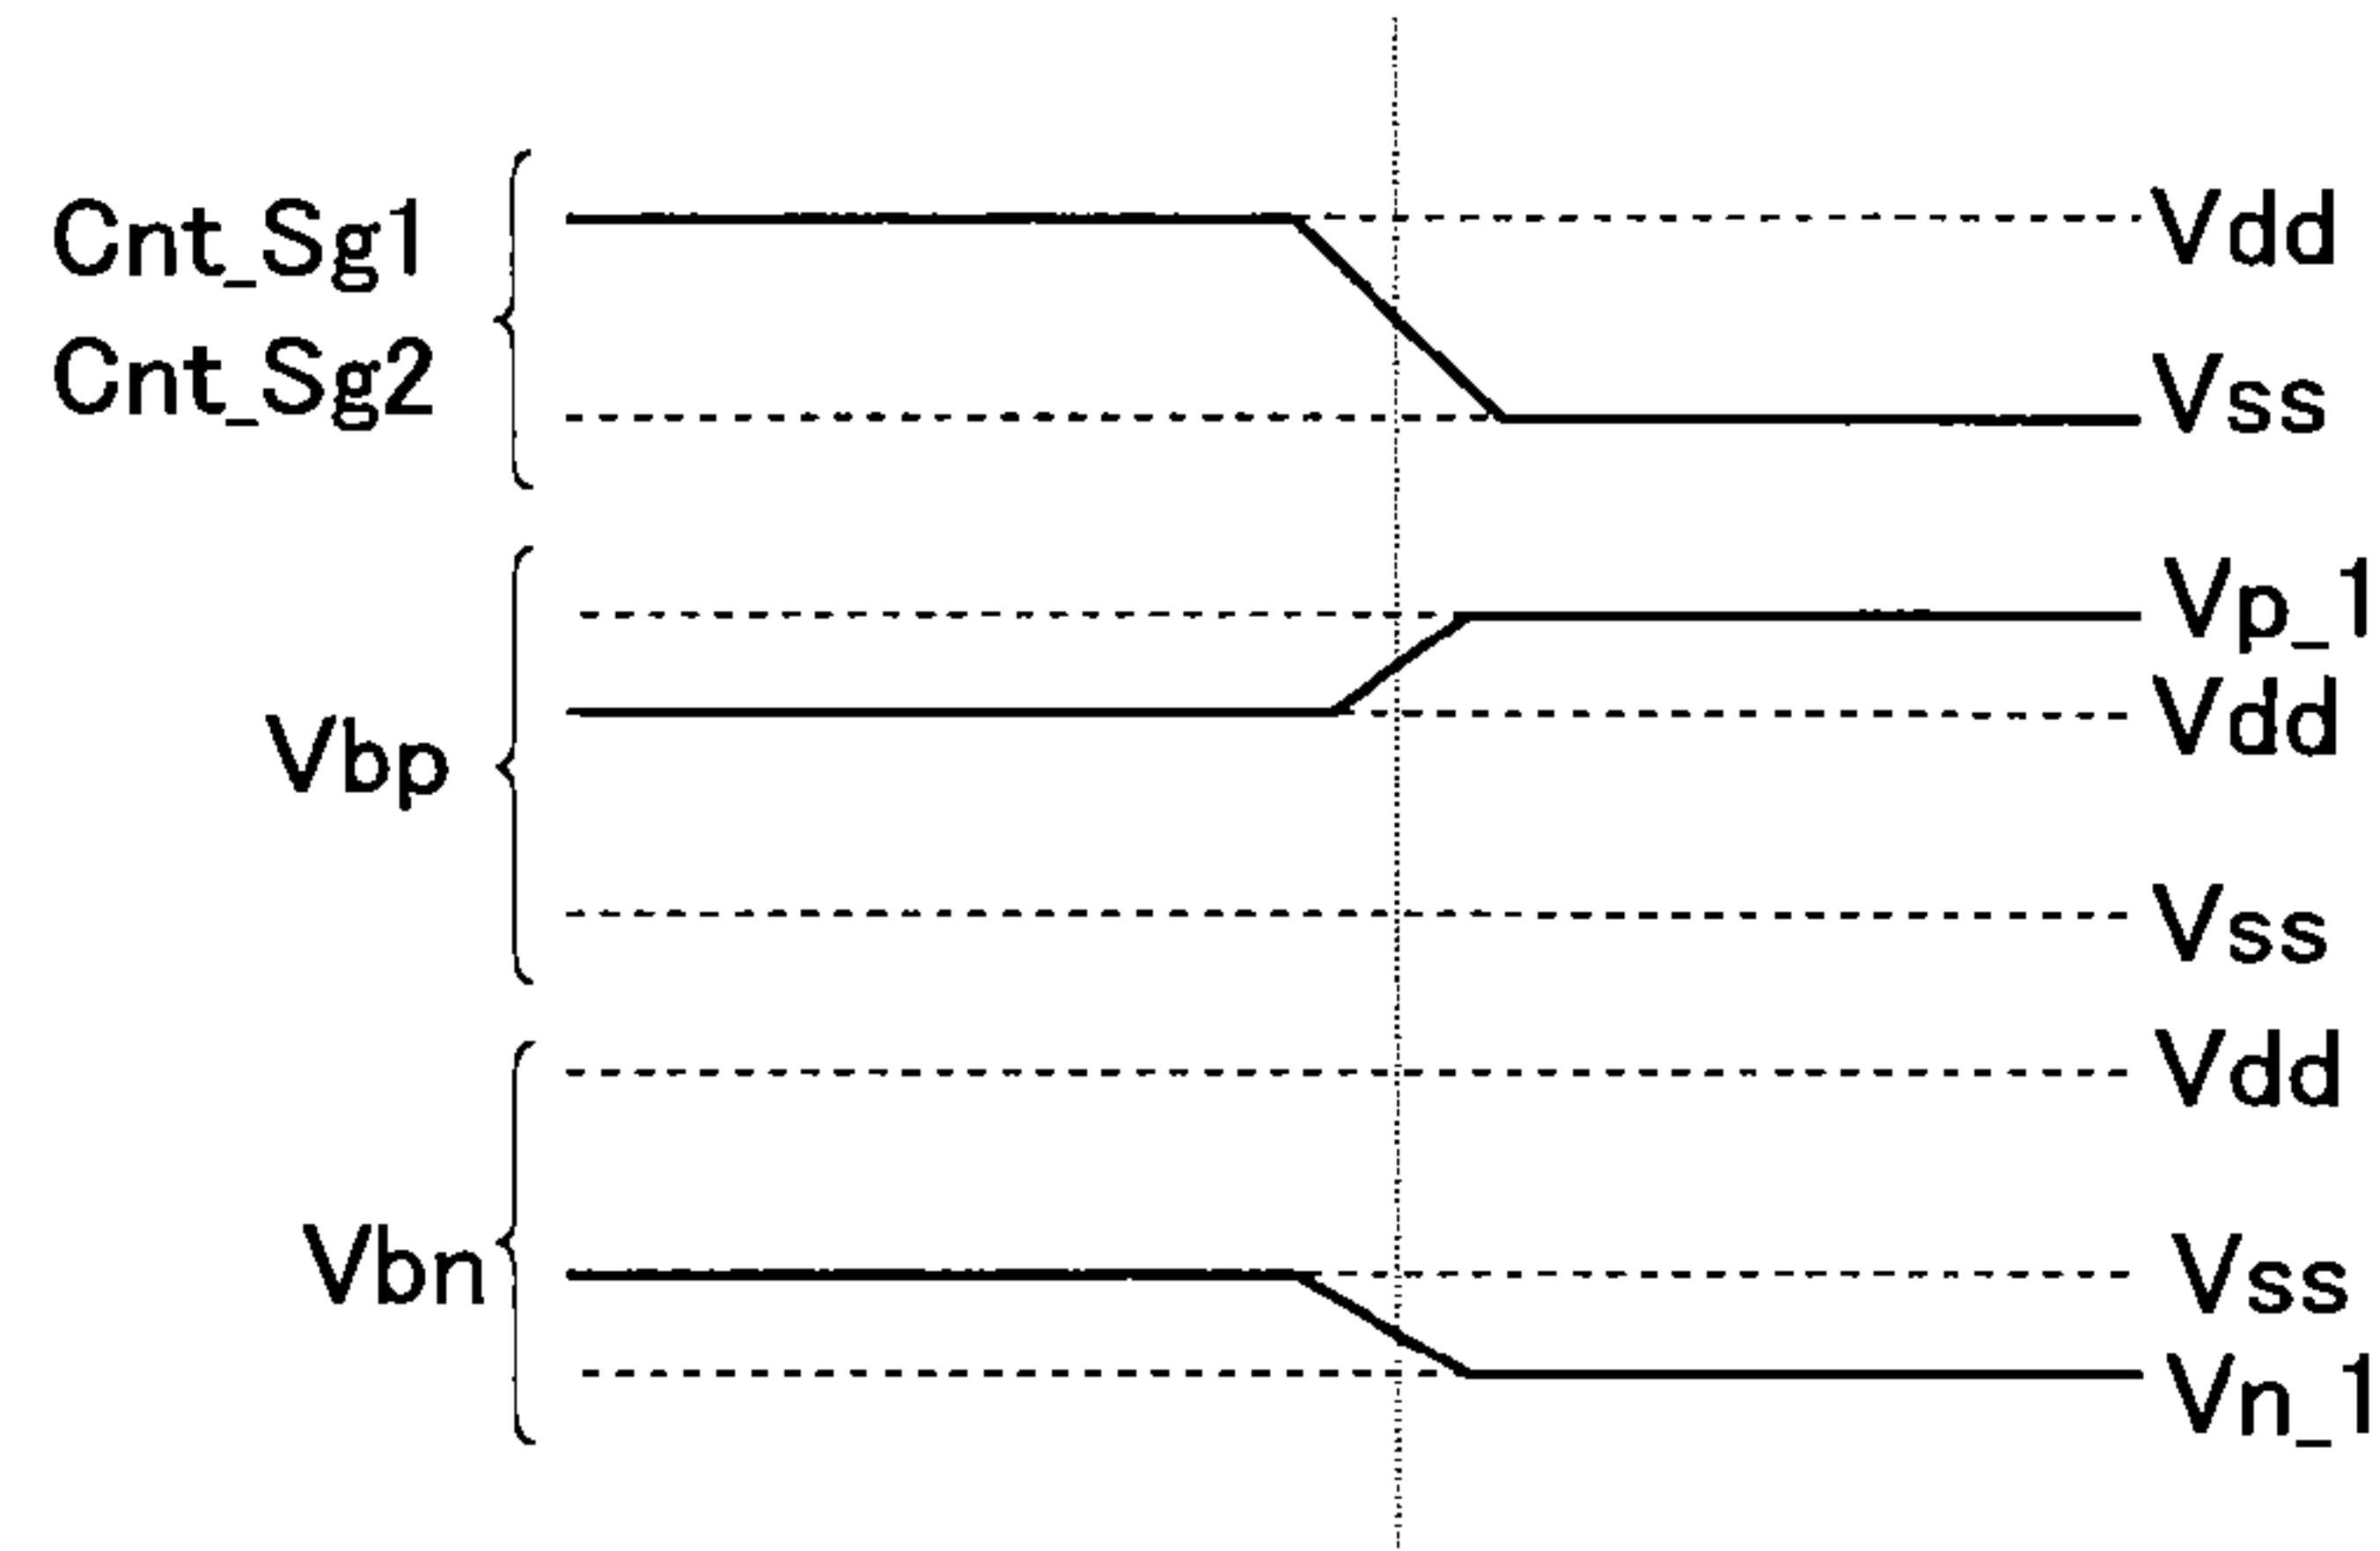 Cnt_Sg1
Cnt_Sg2
Vdd
Vss
Vbp
Vp_1
Vdd
Vss
Vbn
Vdd
Vss
Vn_1